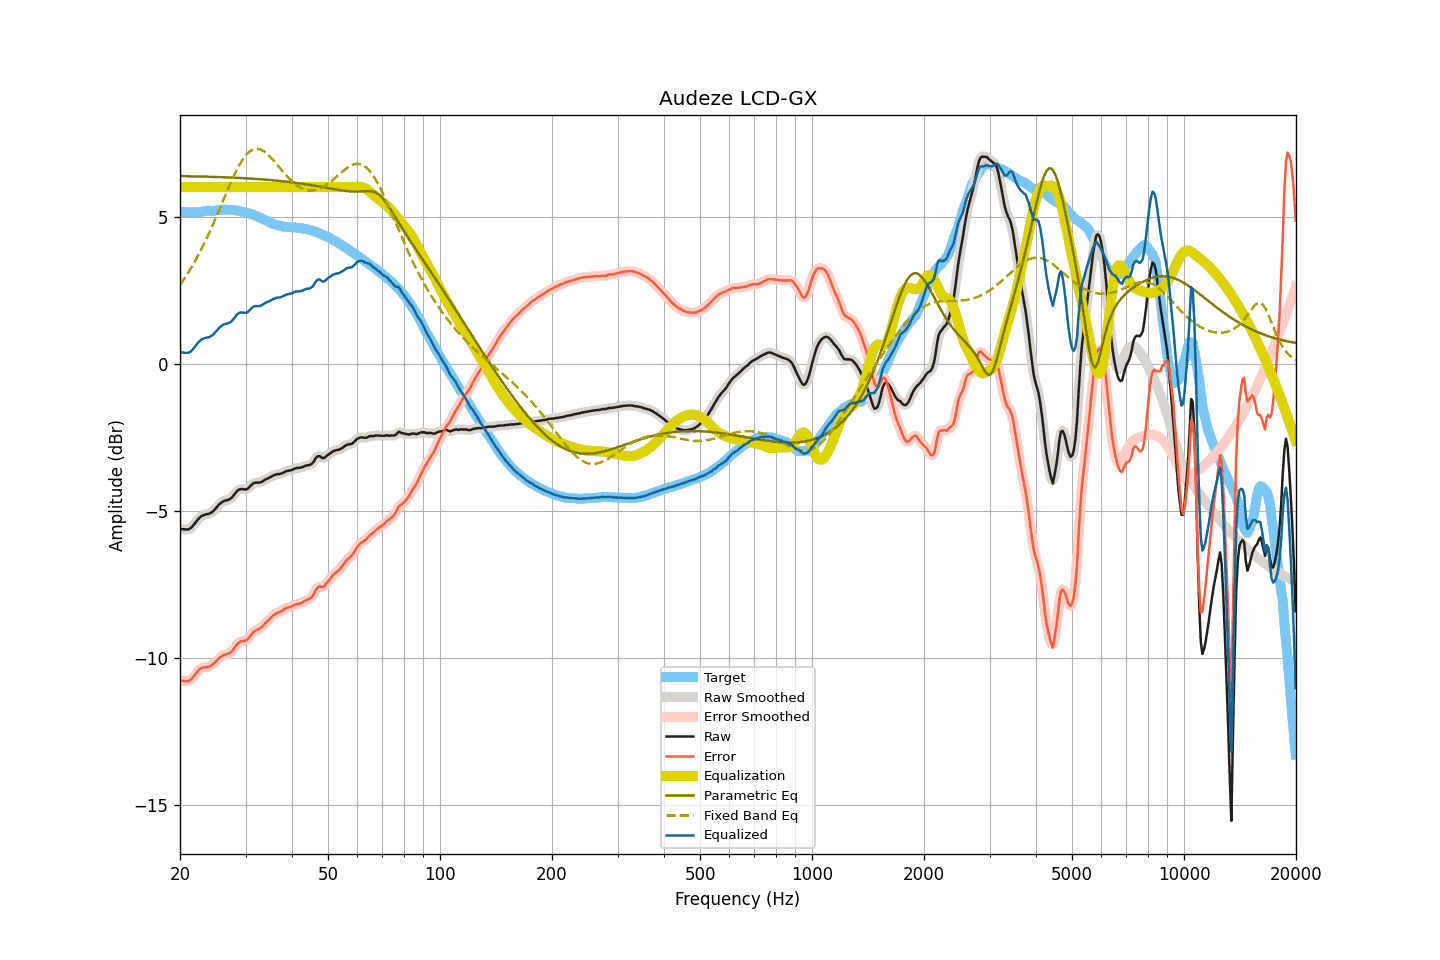 Audeze LCD-GX
Amplitude (dBr)
5
0
−5
−10
−15
Target
Raw Smoothed
Error Smoothed
Raw
Error
Equalization
Parametric Eq
Fixed Band Eq
Equalized
20 50 100 200 500 1000 2000 5000 10000 20000
Frequency (Hz)